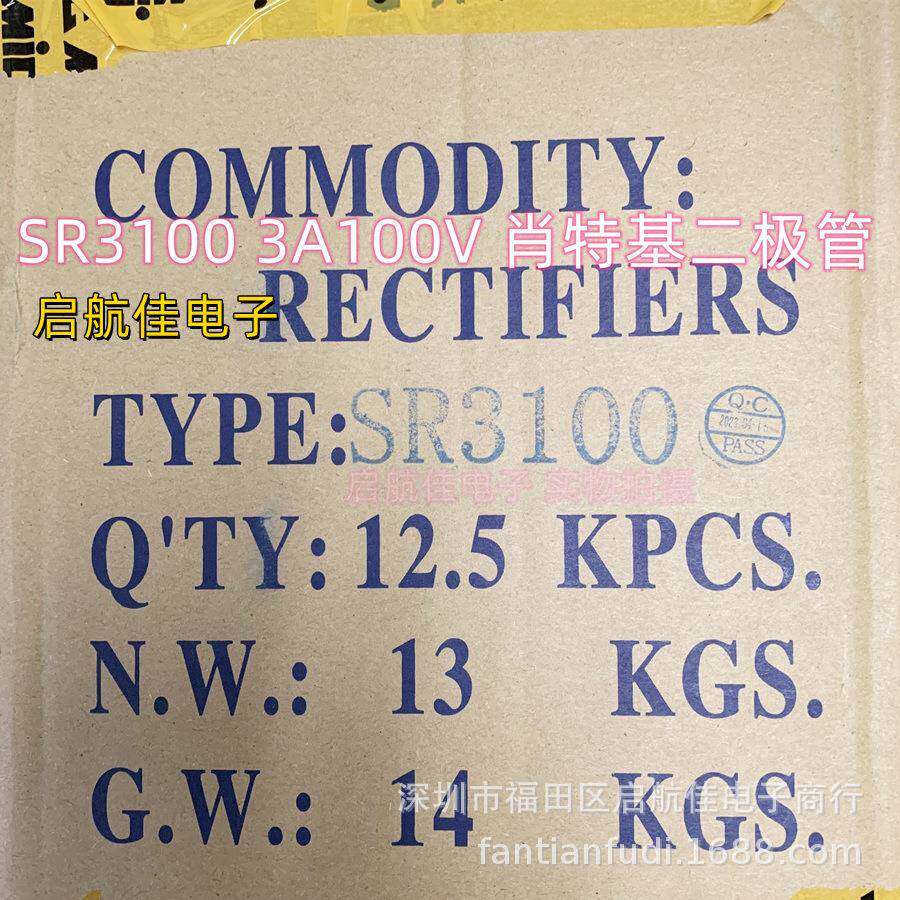 COMMODITY:
SR3100 3A100V 肖特基二极管
RECTIFIERS
启航佳电子
TYPE:SR3100
Q·C
PASS
启航佳电子 实物拍摄
Q'TY: 12.5 KPCS.
N.W.: 13 KGS.
深圳市福田区启航佳电子商行
G.W.: 14 KGS.
fantianfudi.1688.com